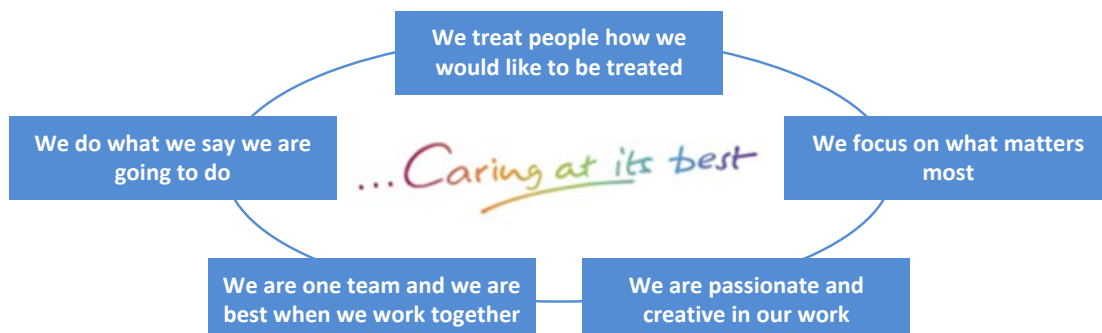 We treat people how we
would like to be treated
We do what we say we are
going to do
...Caring at its best
We focus on what matters
most
We are one team and we are
best when we work together
We are passionate and
creative in our work